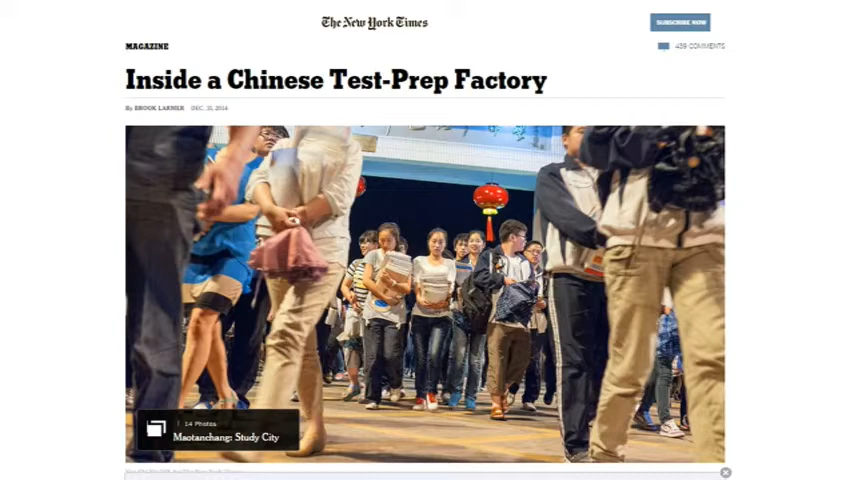 The New York Times
SUBSCRIBE NOW
MAGAZINE
439 COMMENTS
Inside a Chinese Test-Prep Factory
By BROOK LARMER DEC. 31, 2014
14 Photos
Maotanchang: Study City